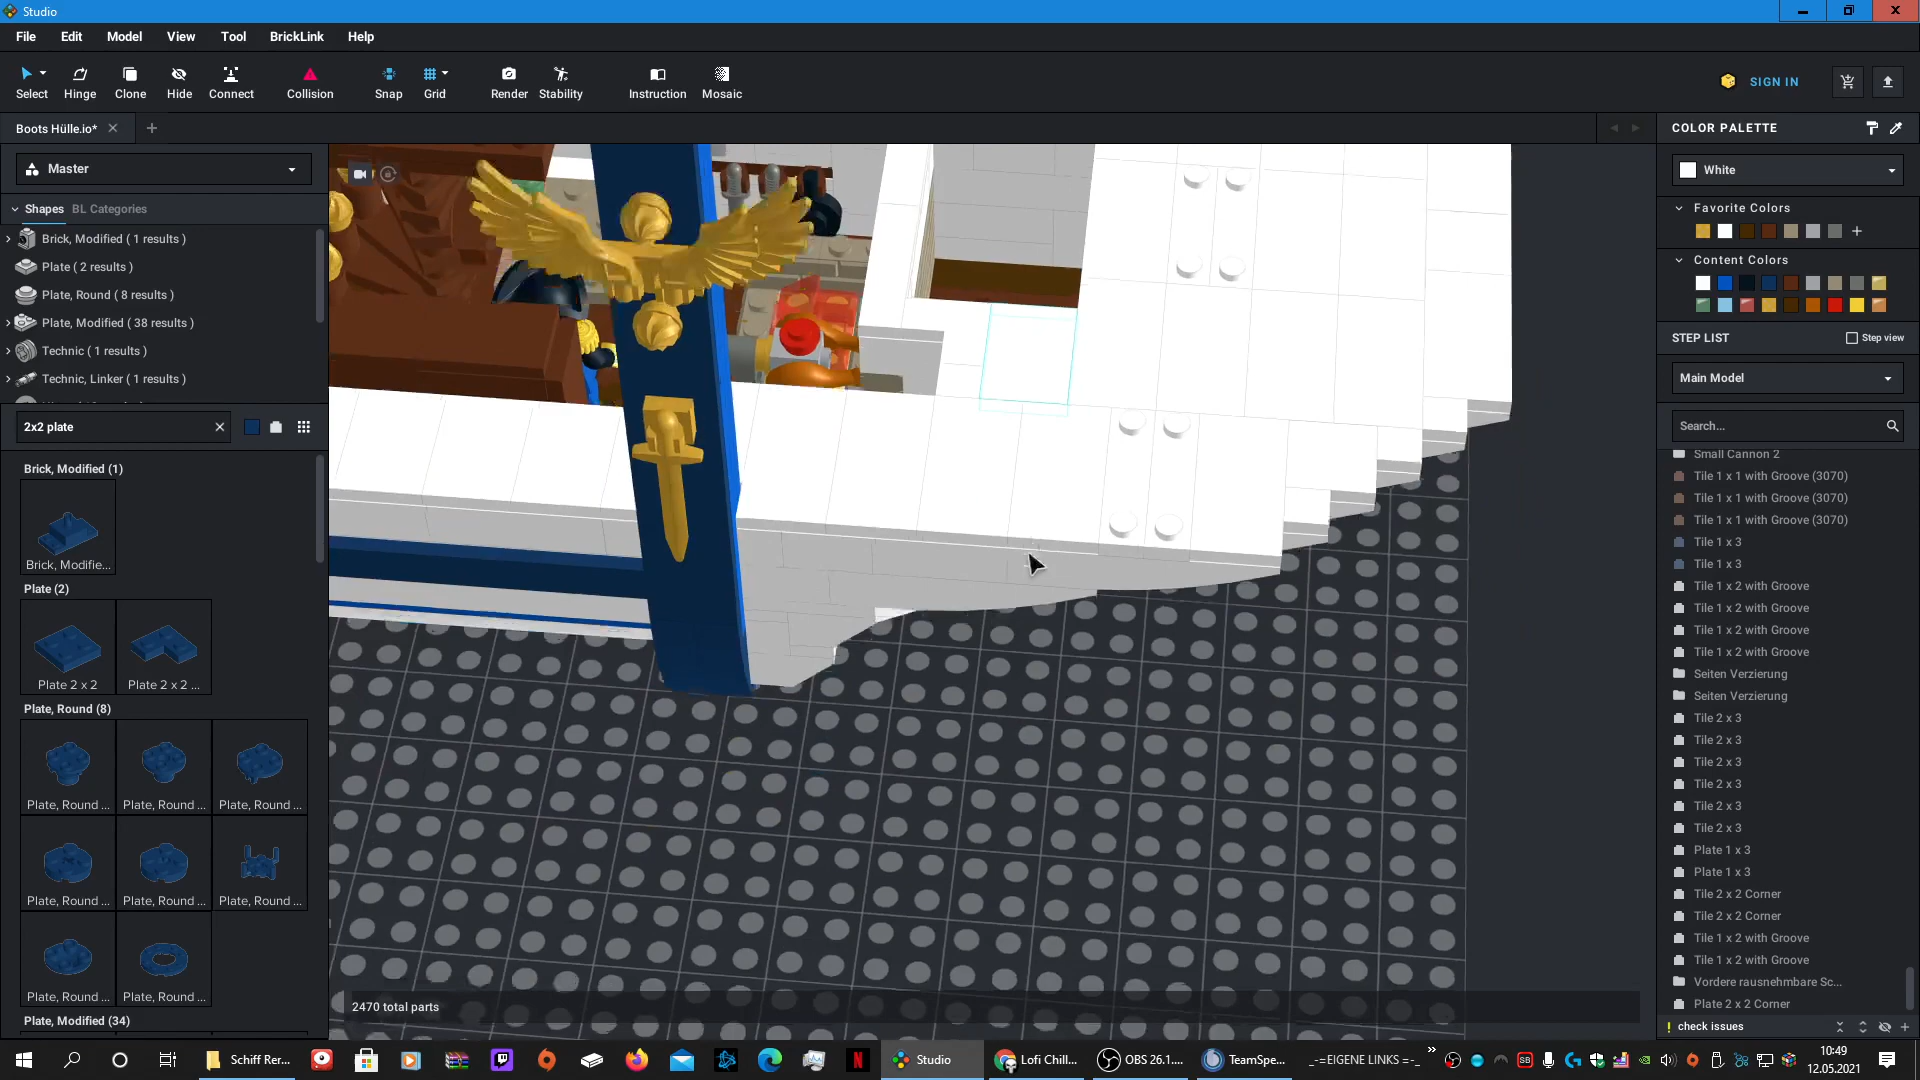 Studio
File Edit Model View Tool BrickLink Help
Select Hinge Clone Hide Connect Collision Snap Grid Render Stability Instruction Mosaic SIGN IN
Boots Hülle.io*
Master
Shapes BL Categories
Brick, Modified ( 1 results )
Plate ( 2 results )
Plate, Round ( 8 results )
Plate, Modified ( 38 results )
Technic ( 1 results )
Technic, Linker ( 1 results )
2x2 plate
Brick, Modified (1)
Brick, Modifie...
Plate (2)
Plate 2 x 2 Plate 2 x 2 ...
Plate, Round (8)
Plate, Round ... Plate, Round ... Plate, Round ...
Plate, Round ... Plate, Round ... Plate, Round ...
Plate, Round ... Plate, Round ...
Plate, Modified (34)
2470 total parts
COLOR PALETTE
White
Favorite Colors
Content Colors
STEP LIST Step view
Main Model
Search...
Small Cannon 2
Tile 1 x 1 with Groove (3070)
Tile 1 x 1 with Groove (3070)
Tile 1 x 1 with Groove (3070)
Tile 1 x 3
Tile 1 x 3
Tile 1 x 2 with Groove
Tile 1 x 2 with Groove
Tile 1 x 2 with Groove
Tile 1 x 2 with Groove
Seiten Verzierung
Seiten Verzierung
Tile 2 x 3
Tile 2 x 3
Tile 2 x 3
Tile 2 x 3
Tile 2 x 3
Tile 2 x 3
Plate 1 x 3
Plate 1 x 3
Tile 2 x 2 Corner
Tile 2 x 2 Corner
Tile 1 x 2 with Groove
Tile 1 x 2 with Groove
Vordere rausnehmbare Sc...
Plate 2 x 2 Corner
check issues
Schiff Rer... Studio Lofi Chill... OBS 26.1.... TeamSpe... _-=EIGENE LINKS =-_ 10:49
12.05.2021